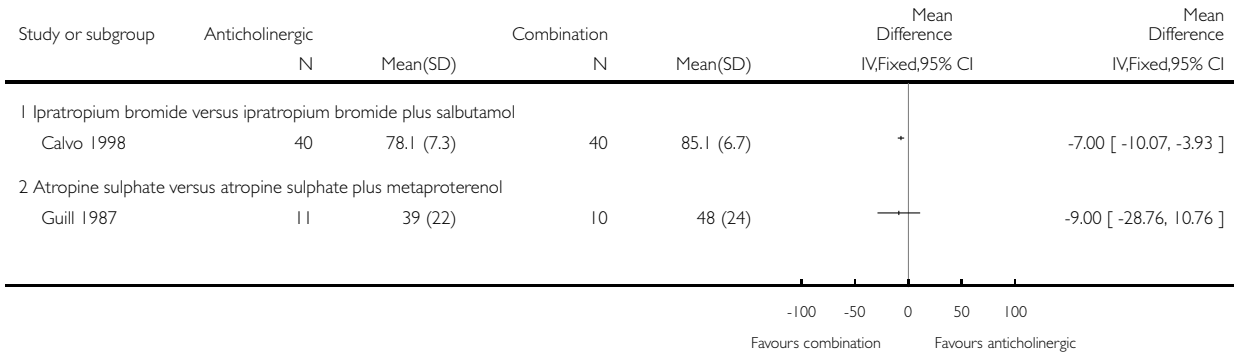 Study or subgroup Anticholinergic Combination Mean Difference Mean Difference
N Mean(SD) N Mean(SD) IV,Fixed,95% CI IV,Fixed,95% CI
1 Ipratropium bromide versus ipratropium bromide plus salbutamol
Calvo 1998 40 78.1 (7.3) 40 85.1 (6.7) -7.00 [ -10.07, -3.93 ]
2 Atropine sulphate versus atropine sulphate plus metaproterenol
Guill 1987 11 39 (22) 10 48 (24) -9.00 [ -28.76, 10.76 ]
-100 -50 0 50 100
Favours combination Favours anticholinergic